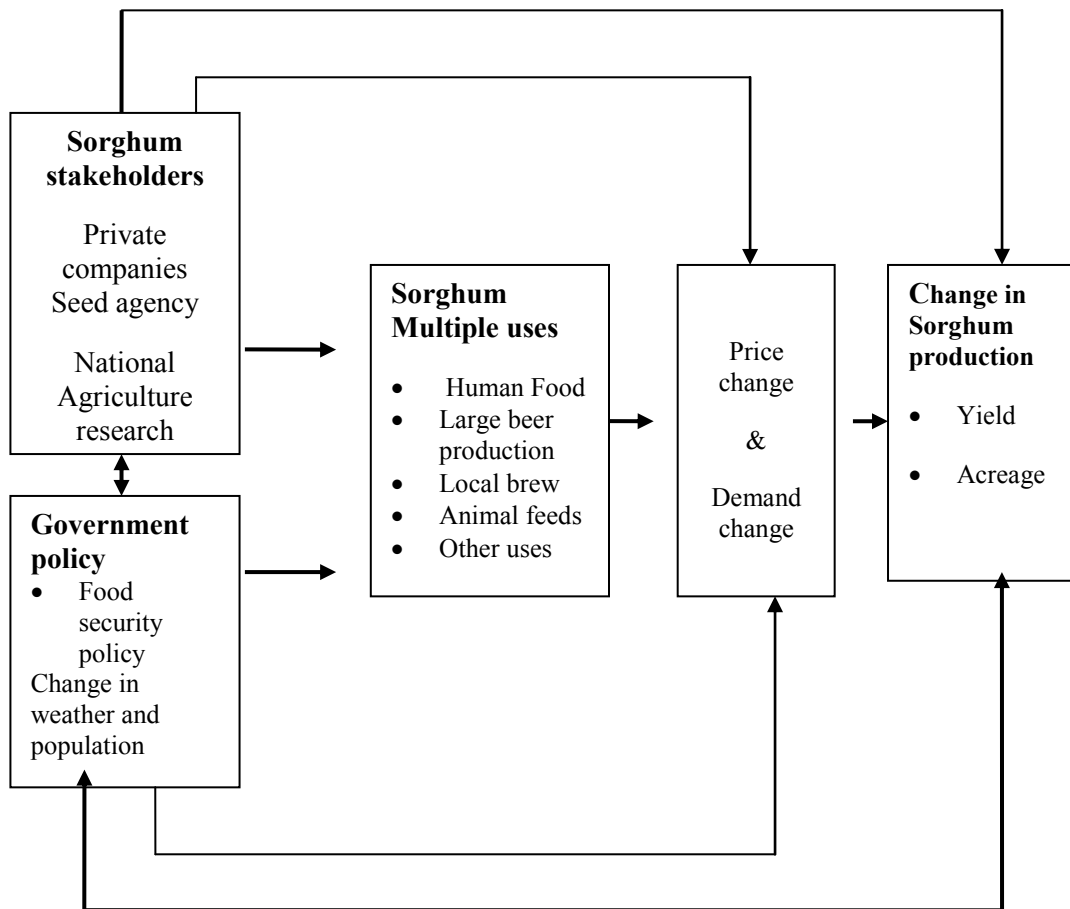 Sorghum
stakeholders
Private
companies
Seed agency
National
Agriculture
research
Government
policy
• Food
security
policy
Change in
weather and
population
Sorghum
Multiple uses
• Human Food
• Large beer
production
• Local brew
• Animal feeds
• Other uses
Price
change
&
Demand
change
Change in
Sorghum
production
• Yield
• Acreage